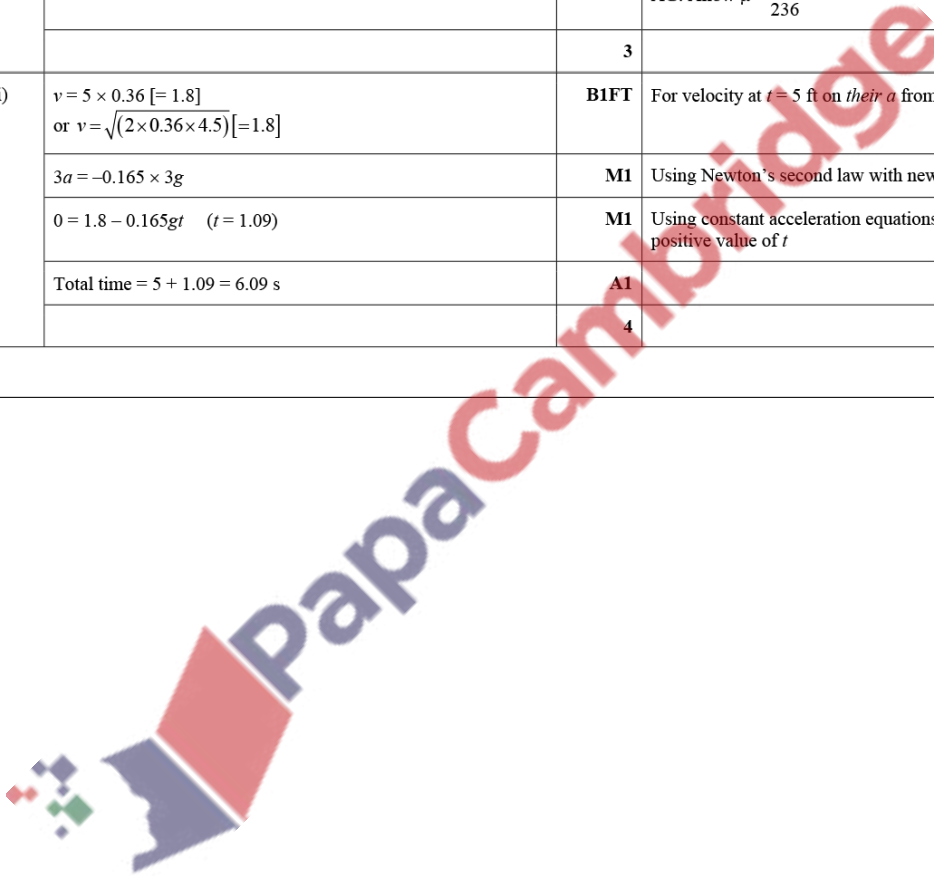 236
3
i)
v = 5 × 0.36 [= 1.8]
or v = √(2×0.36×4.5) [=1.8]
B1FT
For velocity at t = 5 ft on their a from
3a = –0.165 × 3g
M1
Using Newton's second law with new
0 = 1.8 – 0.165gt (t = 1.09)
M1
Using constant acceleration equations
positive value of t
Total time = 5 + 1.09 = 6.09 s
A1
4
PapaCambridge